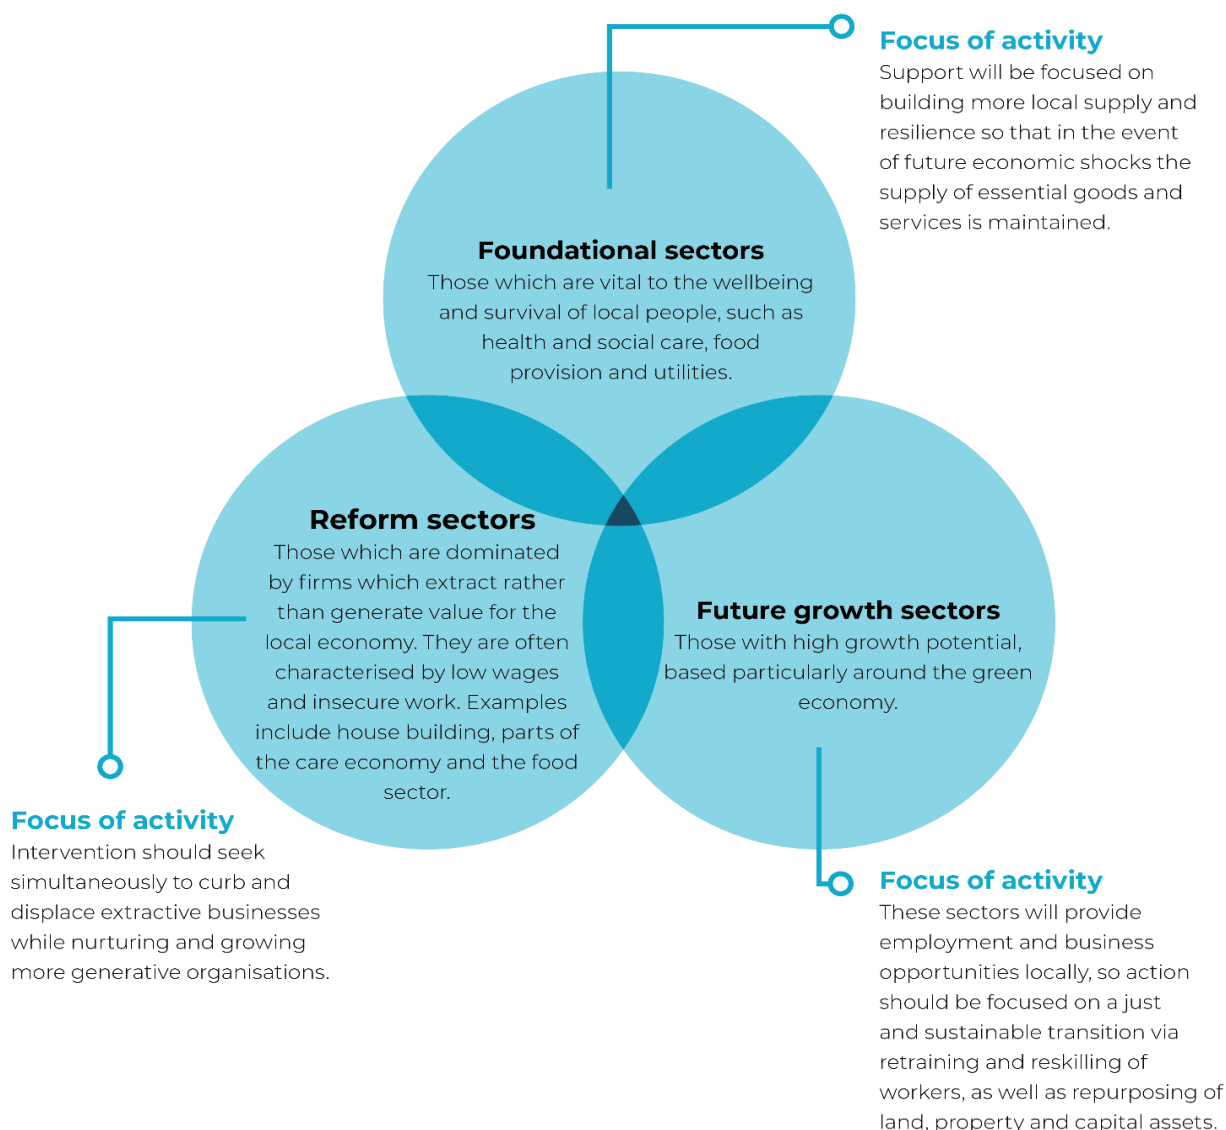 Focus of activity
Support will be focused on
building more local supply and
resilience so that in the event
of future economic shocks the
supply of essential goods and
services is maintained.
Foundational sectors
Those which are vital to the wellbeing
and survival of local people, such as
health and social care, food
provision and utilities.
Reform sectors
Those which are dominated
by firms which extract rather
than generate value for the
local economy. They are often
characterised by low wages
and insecure work. Examples
include house building, parts of
the care economy and the food
sector.
Future growth sectors
Those with high growth potential,
based particularly around the green
economy.
Focus of activity
Intervention should seek
simultaneously to curb and
displace extractive businesses
while nurturing and growing
more generative organisations.
Focus of activity
These sectors will provide
employment and business
opportunities locally, so action
should be focused on a just
and sustainable transition via
retraining and reskilling of
workers, as well as repurposing of
land, property and capital assets.